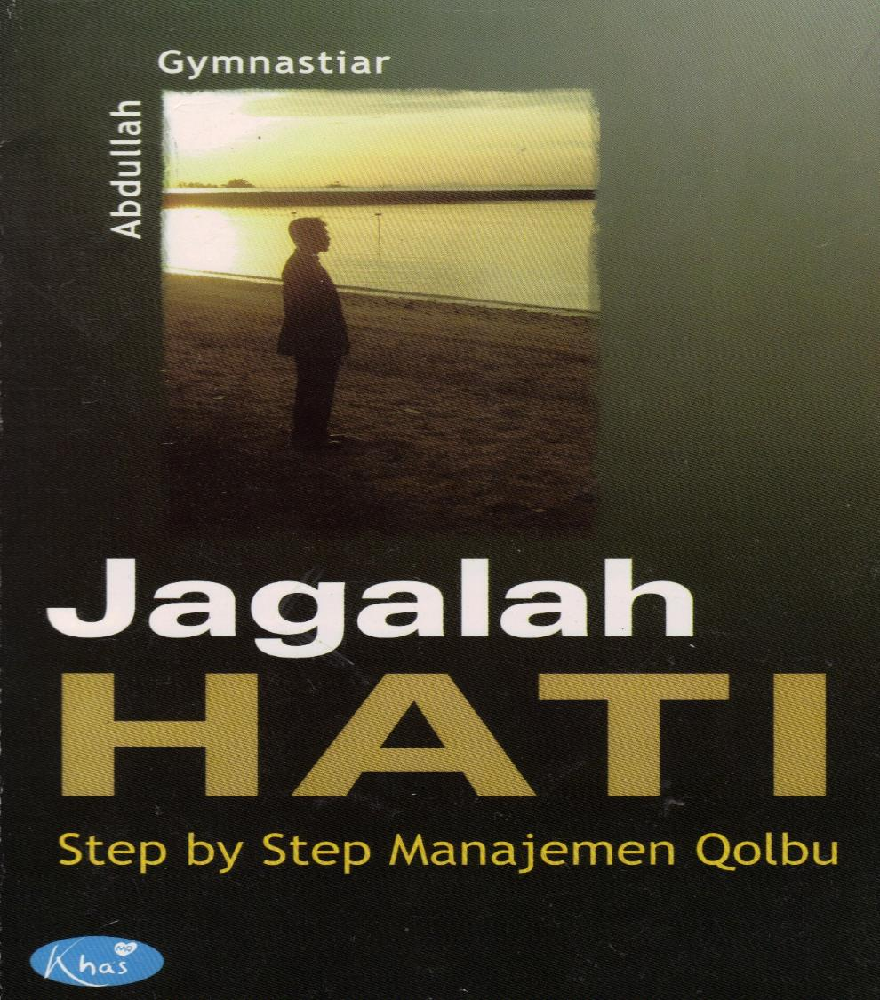 Abdullah
Gymnastiar
Jagalah
HATI
Step by Step Manajemen Qolbu
MQ
Khas